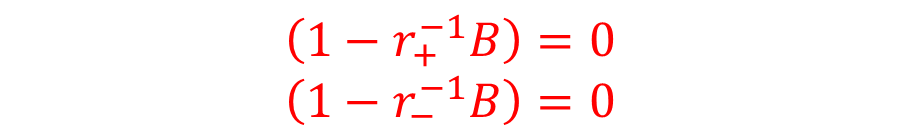 (1 − r₊⁻¹B) = 0
(1 − r₋⁻¹B) = 0